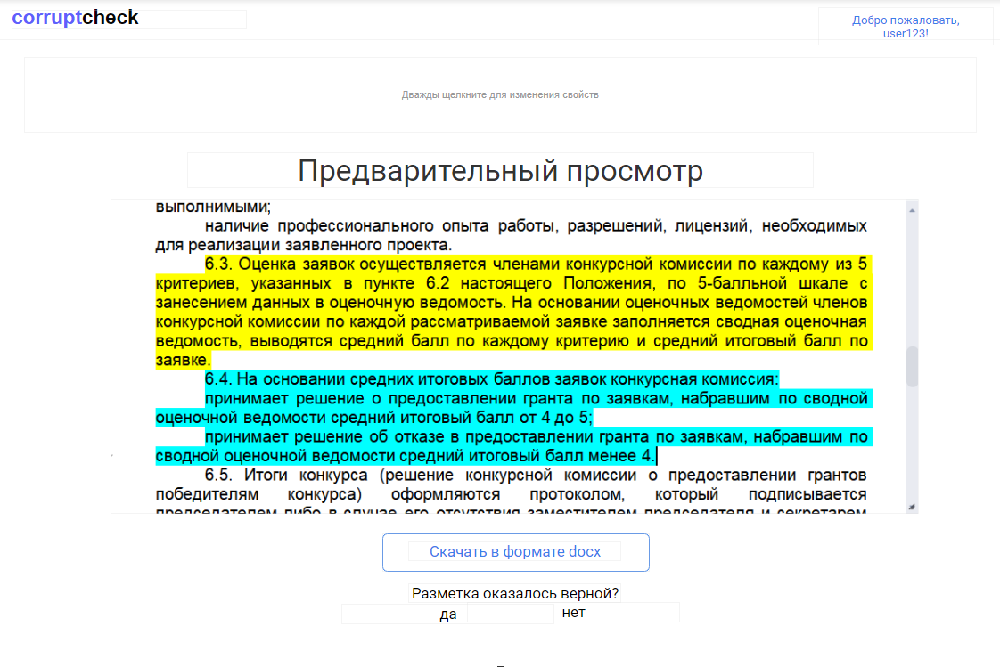 corruptcheck
Добро пожаловать,
user123!
Дважды щелкните для изменения свойств
Предварительный просмотр
выполнимыми;
наличие профессионального опыта работы, разрешений, лицензий, необходимых
для реализации заявленного проекта.
6.3. Оценка заявок осуществляется членами конкурсной комиссии по каждому из 5
критериев, указанных в пункте 6.2 настоящего Положения, по 5-балльной шкале с
занесением данных в оценочную ведомость. На основании оценочных ведомостей членов
конкурсной комиссии по каждой рассматриваемой заявке заполняется сводная оценочная
ведомость, выводятся средний балл по каждому критерию и средний итоговый балл по
заявке.
6.4. На основании средних итоговых баллов заявок конкурсная комиссия:
принимает решение о предоставлении гранта по заявкам, набравшим по сводной
оценочной ведомости средний итоговый балл от 4 до 5;
принимает решение об отказе в предоставлении гранта по заявкам, набравшим по
сводной оценочной ведомости средний итоговый балл менее 4.
6.5. Итоги конкурса (решение конкурсной комиссии о предоставлении грантов
победителям конкурса) оформляются протоколом, который подписывается
председателем либо в случае его отсутствия заместителем председателя и секретарем
Скачать в формате docx
Разметка оказалось верной?
да нет